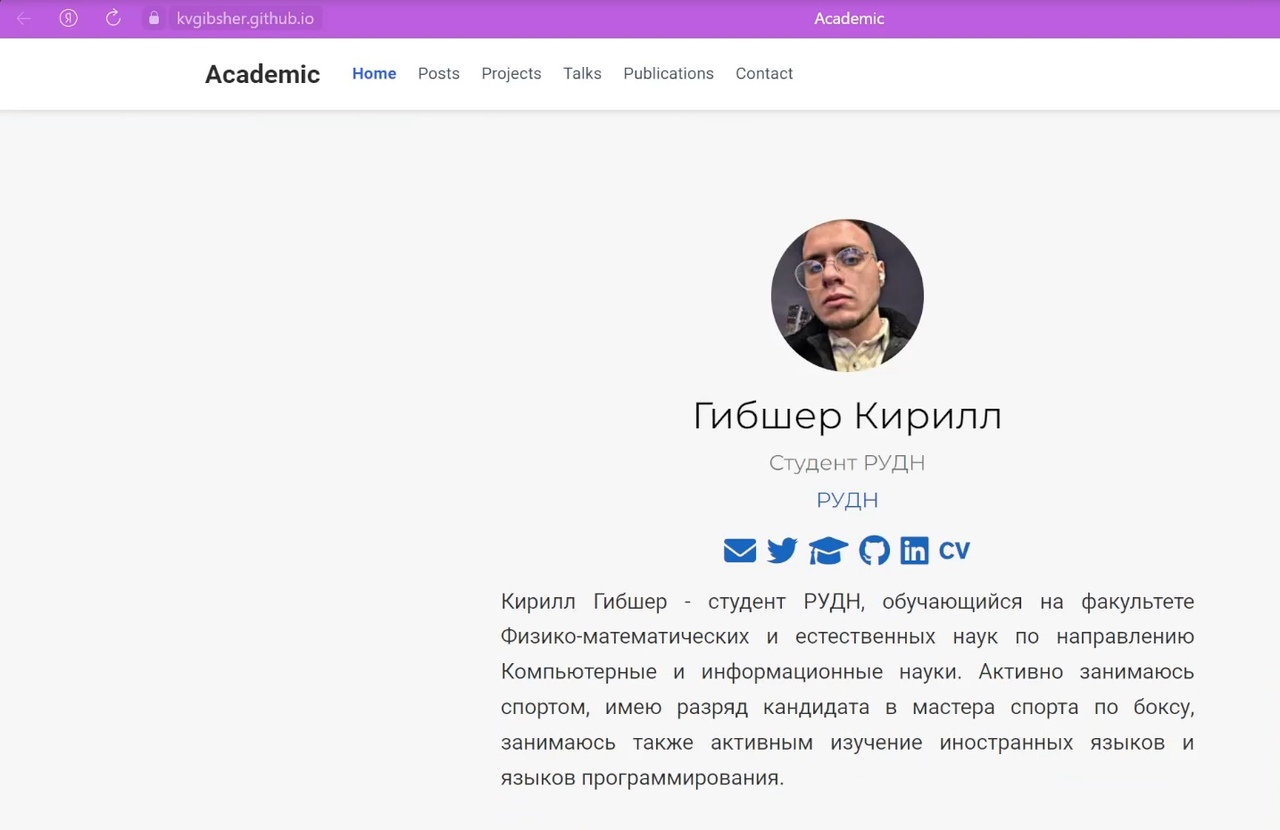 kvgibsher.github.io
Academic
Academic Home Posts Projects Talks Publications Contact
Гибшер Кирилл
Студент РУДН
РУДН
CV
Кирилл Гибшер - студент РУДН, обучающийся на факультете
Физико-математических и естественных наук по направлению
Компьютерные и информационные науки. Активно занимаюсь
спортом, имею разряд кандидата в мастера спорта по боксу,
занимаюсь также активным изучение иностранных языков и
языков программирования.